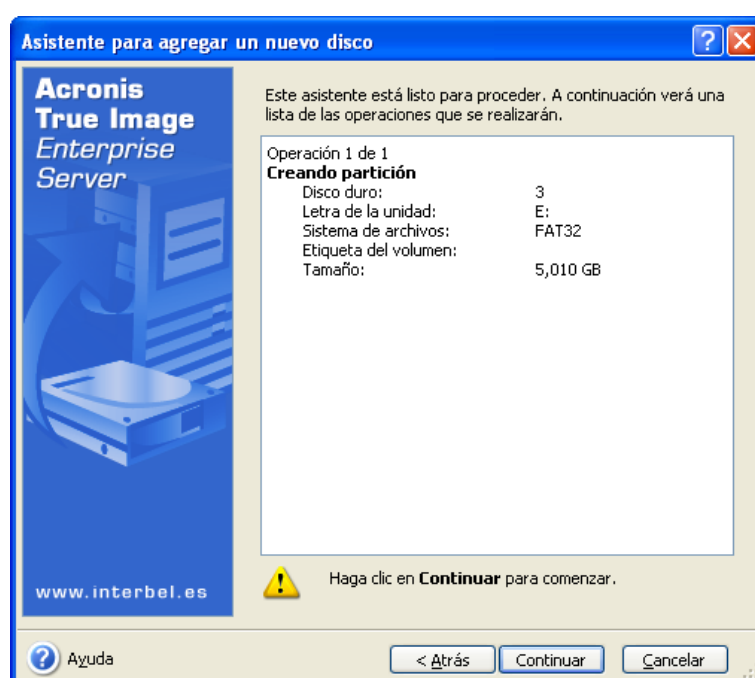 Asistente para agregar un nuevo disco
Acronis
True Image
Enterprise
Server
Este asistente está listo para proceder. A continuación verá una
lista de las operaciones que se realizarán.
Operación 1 de 1
Creando partición
Disco duro: 3
Letra de la unidad: E:
Sistema de archivos: FAT32
Etiqueta del volumen:
Tamaño: 5,010 GB
Haga clic en Continuar para comenzar.
www.interbel.es
Ayuda
< Atrás
Continuar
Cancelar